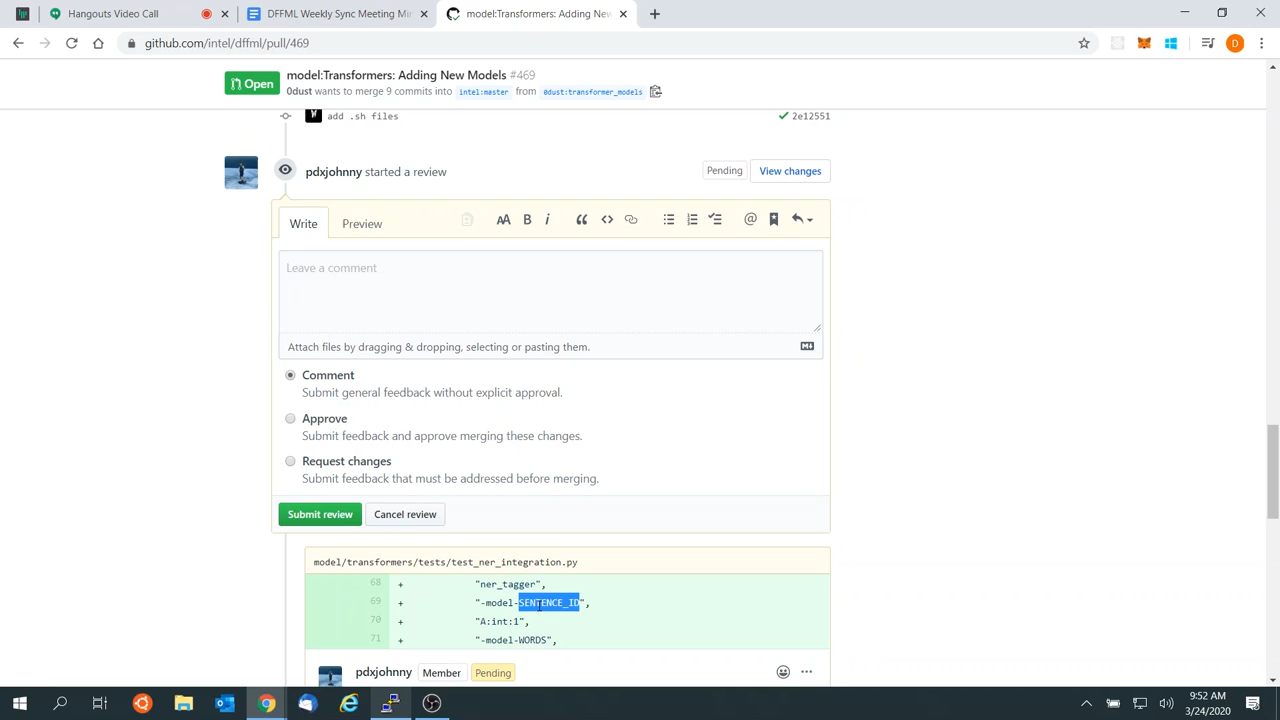 Hangouts Video Call
DFFML Weekly Sync Meeting Mi
model:Transformers: Adding New
github.com/intel/dffml/pull/469
D
Open
model:Transformers: Adding New Models #469
0dust wants to merge 9 commits into intel:master from 0dust:transformer_models
add .sh files
2e12551
pdxjohnny started a review
Pending
View changes
Write
Preview
AA B i
Leave a comment
Attach files by dragging & dropping, selecting or pasting them.
Comment
Submit general feedback without explicit approval.
Approve
Submit feedback and approve merging these changes.
Request changes
Submit feedback that must be addressed before merging.
Submit review
Cancel review
model/transformers/tests/test_ner_integration.py
68 + "ner_tagger",
69 + "-model-SENTENCE_ID",
70 + "A:int:1",
71 + "-model-WORDS",
pdxjohnny Member Pending
9:52 AM
3/24/2020